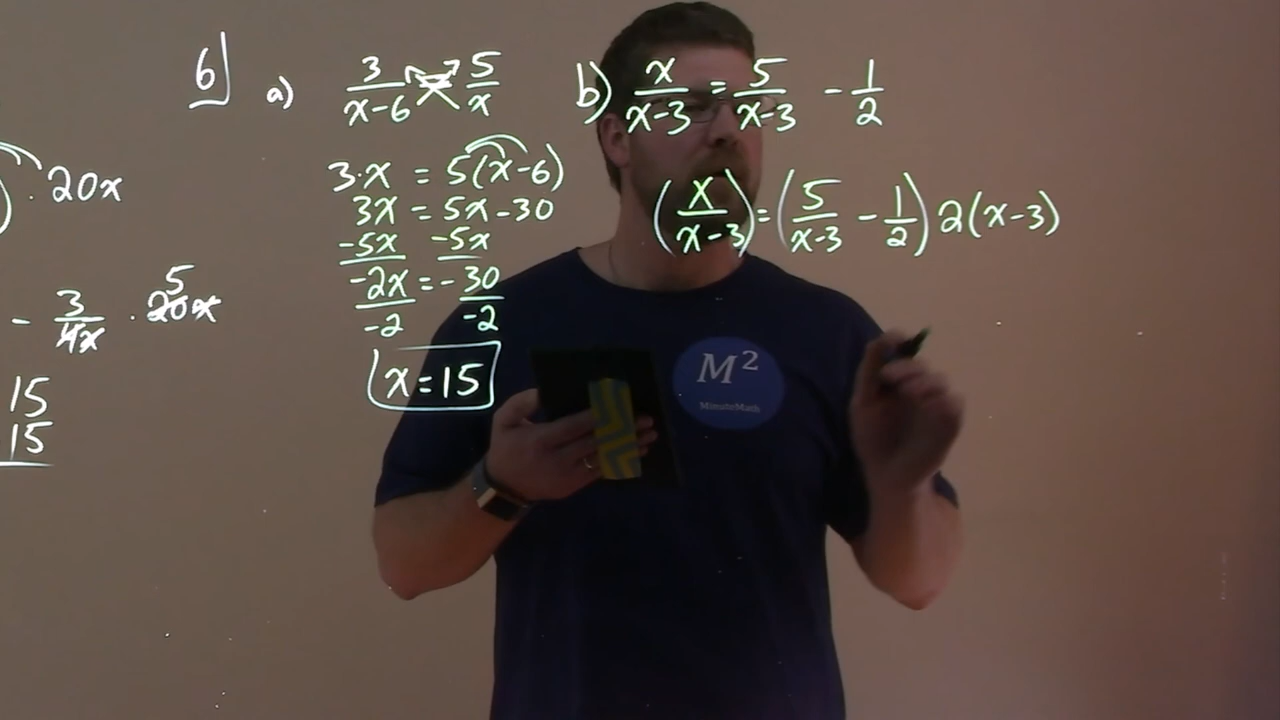 6) a) 3/(x-6) 5/x
3·x = 5(x-6)
3x = 5x-30
-5x -5x
-2x = -30
-2 -2
x = 15
b) x/(x-3) = 5/(x-3) - 1/2
(x/(x-3)) = (5/(x-3) - 1/2) 2(x-3)
) · 20x
5
- 3/4x · 20x
15
15
M²
MinuteMath